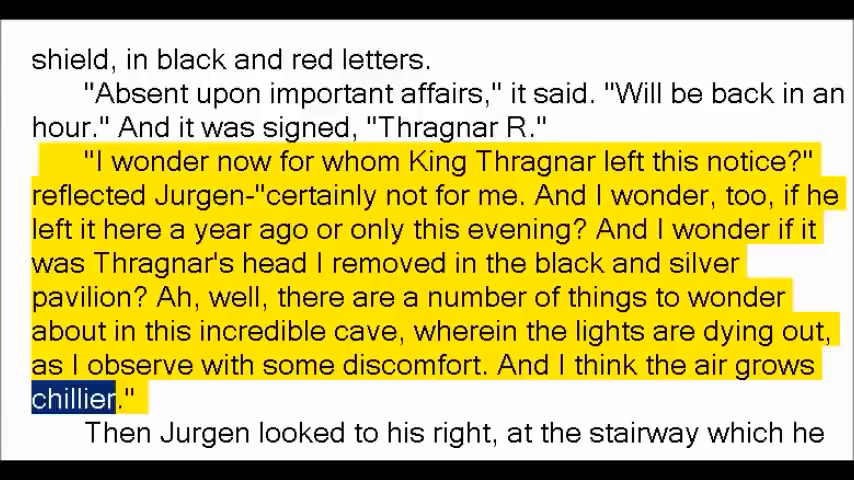 shield, in black and red letters.
"Absent upon important affairs," it said. "Will be back in an
hour." And it was signed, "Thragnar R."
"I wonder now for whom King Thragnar left this notice?"
reflected Jurgen-"certainly not for me. And I wonder, too, if he
left it here a year ago or only this evening? And I wonder if it
was Thragnar's head I removed in the black and silver
pavilion? Ah, well, there are a number of things to wonder
about in this incredible cave, wherein the lights are dying out,
as I observe with some discomfort. And I think the air grows
chillier."
Then Jurgen looked to his right, at the stairway which he